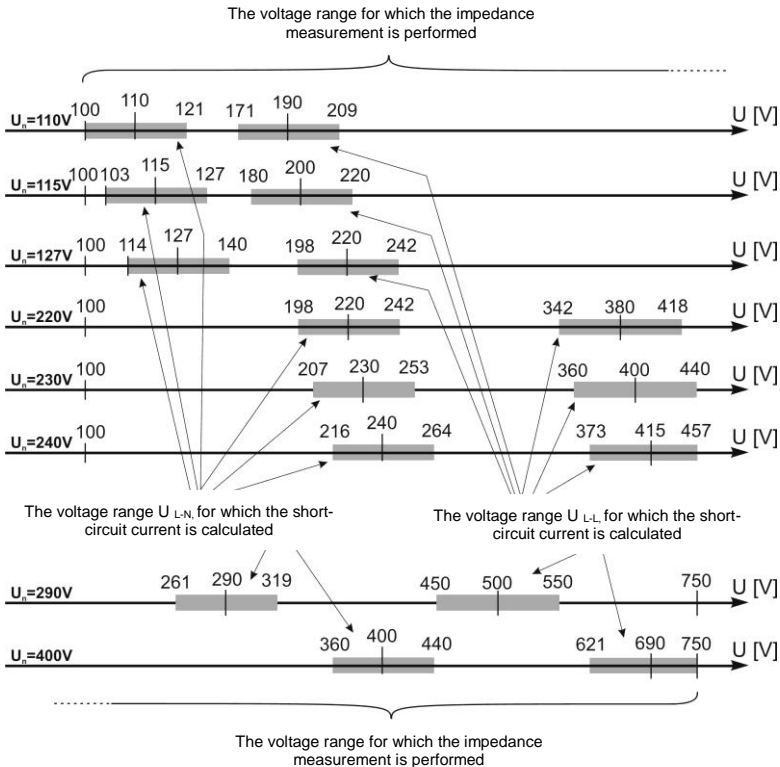 The voltage range for which the impedance
measurement is performed
100 110 121 171 190 209 U [V]
Un=110V
100 103 115 127 180 200 220 U [V]
Un=115V
100 114 127 140 198 220 242 U [V]
Un=127V
100 198 220 242 342 380 418 U [V]
Un=220V
100 207 230 253 360 400 440 U [V]
Un=230V
100 216 240 264 373 415 457 U [V]
Un=240V
The voltage range U L-N, for which the short-
circuit current is calculated
The voltage range U L-L, for which the short-
circuit current is calculated
261 290 319 450 500 550 750 U [V]
Un=290V
360 400 440 621 690 750 U [V]
Un=400V
The voltage range for which the impedance
measurement is performed